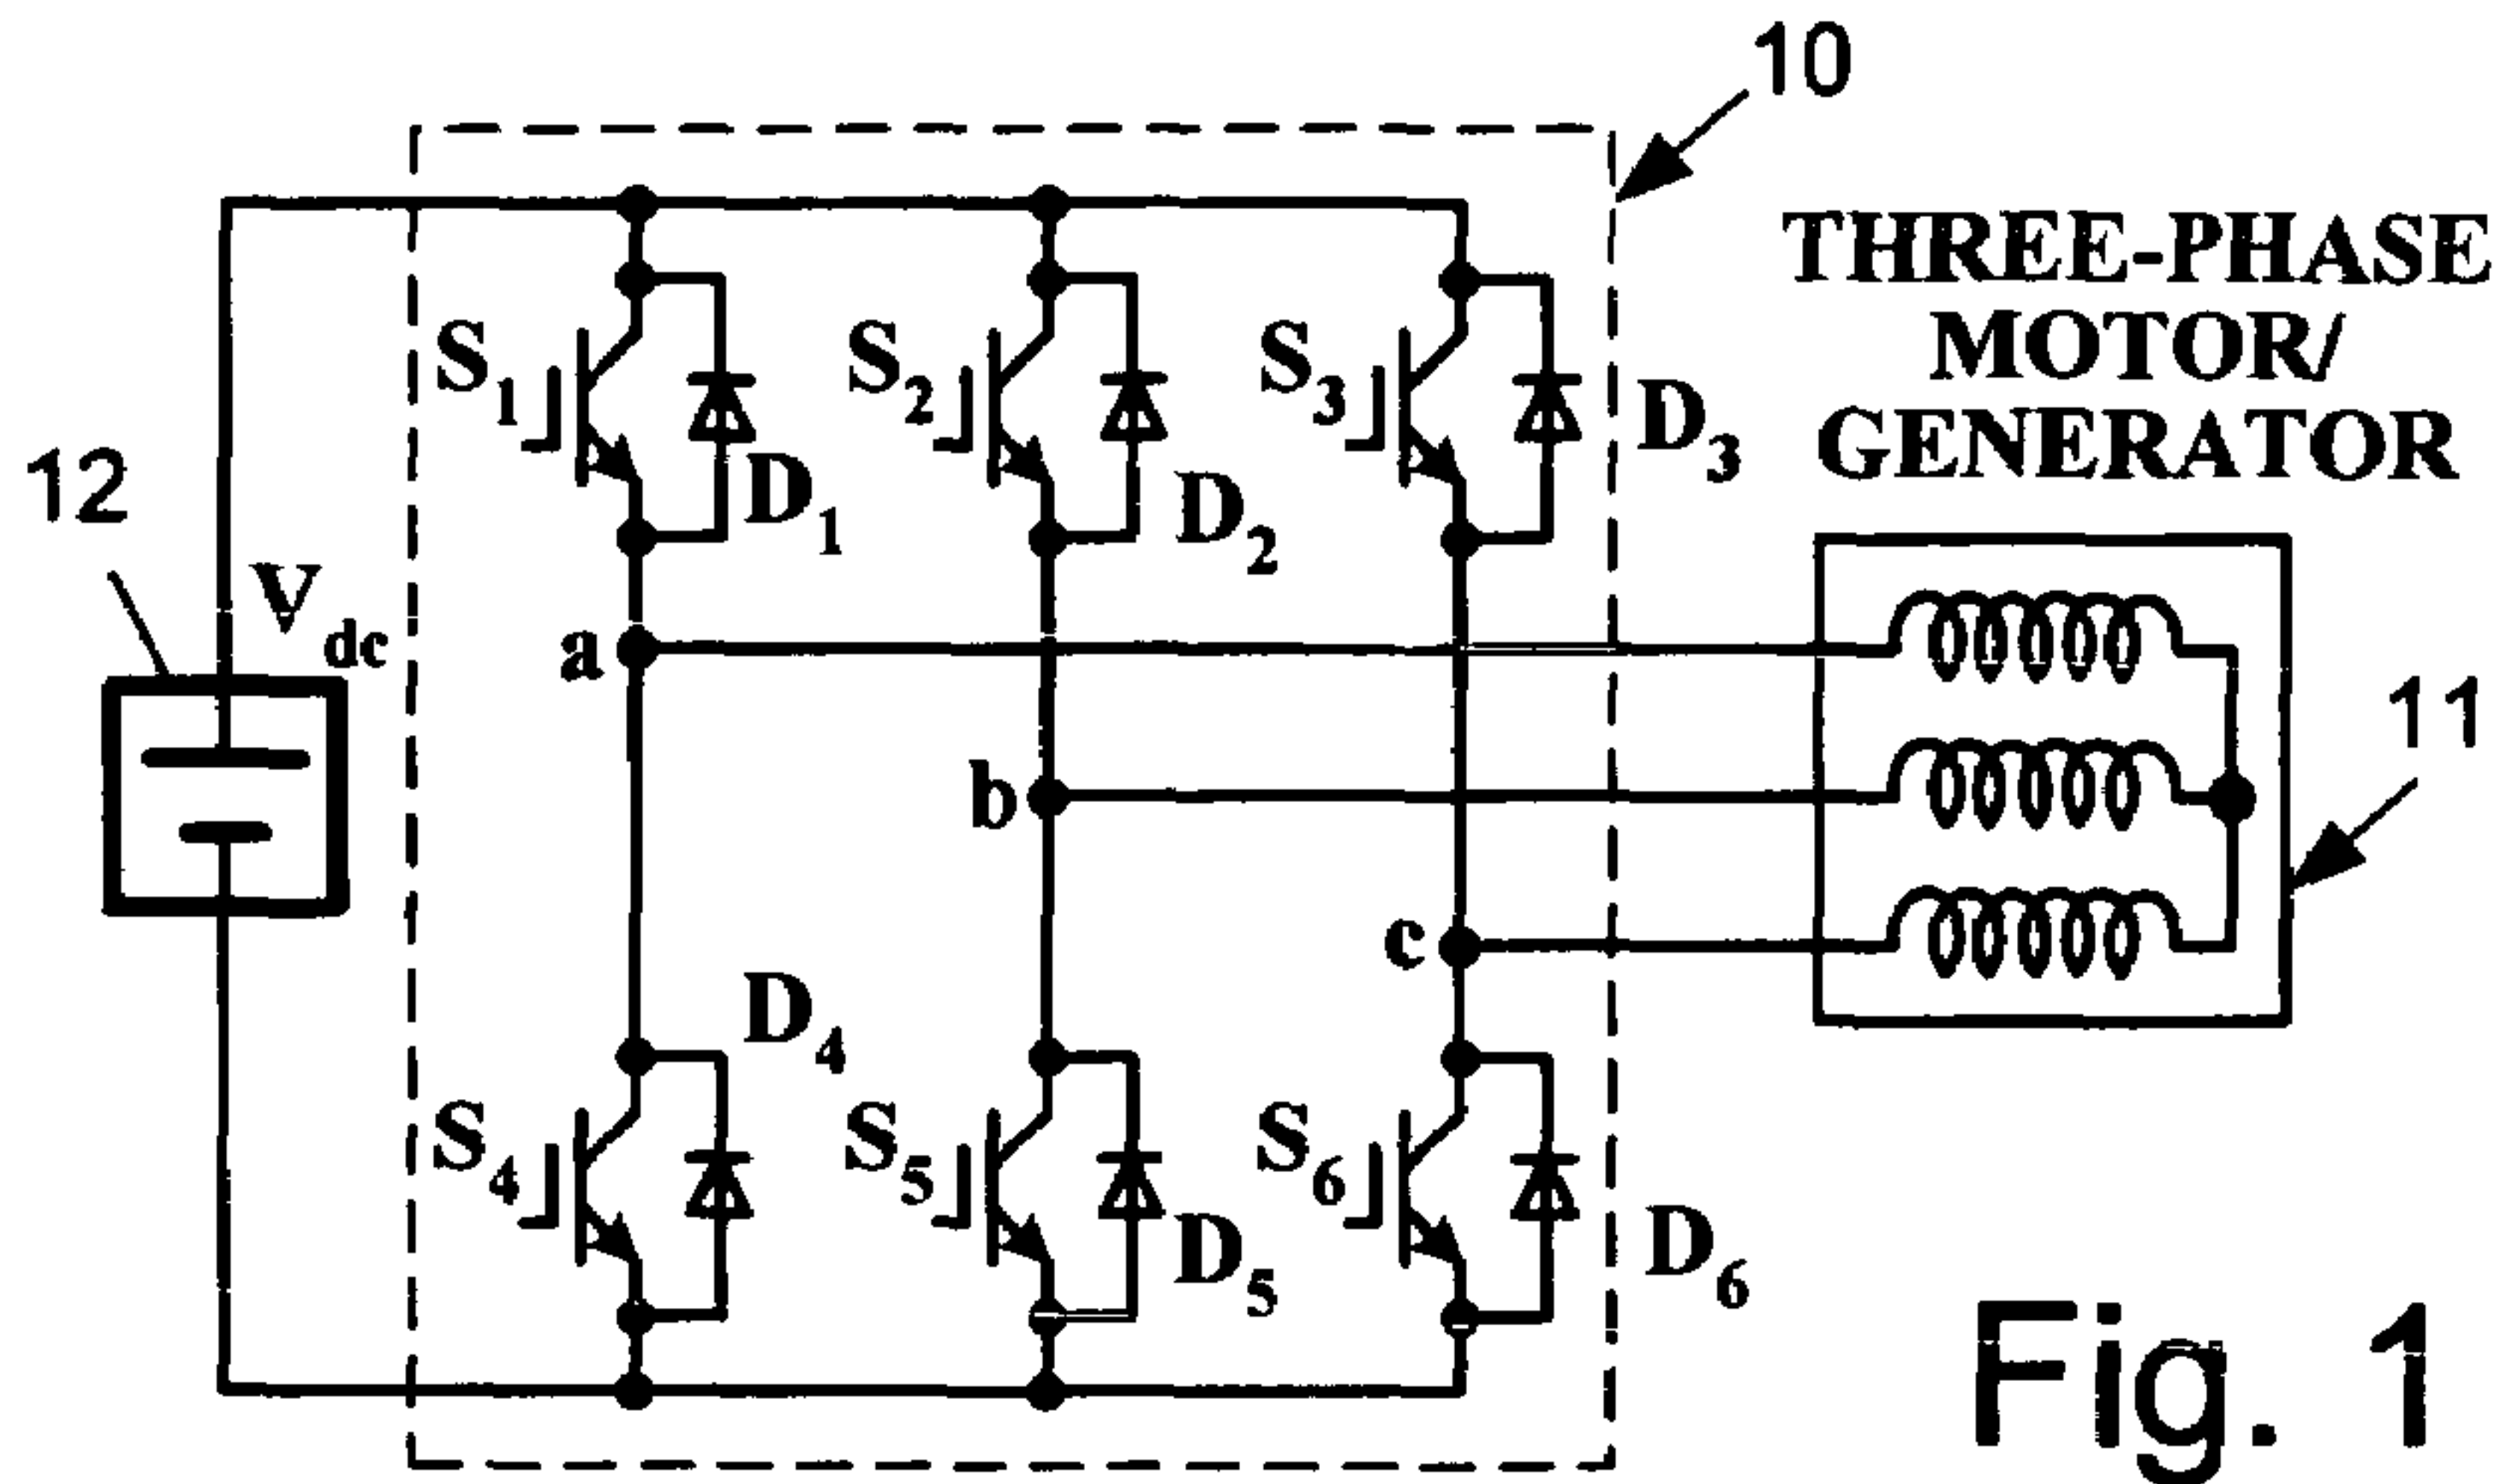 10
THREE-PHASE
MOTOR/
GENERATOR
S1
D1
S2
D2
S3
D3
12
Vdc
a
b
c
11
S4
D4
S5
D5
S6
D6
Fig. 1